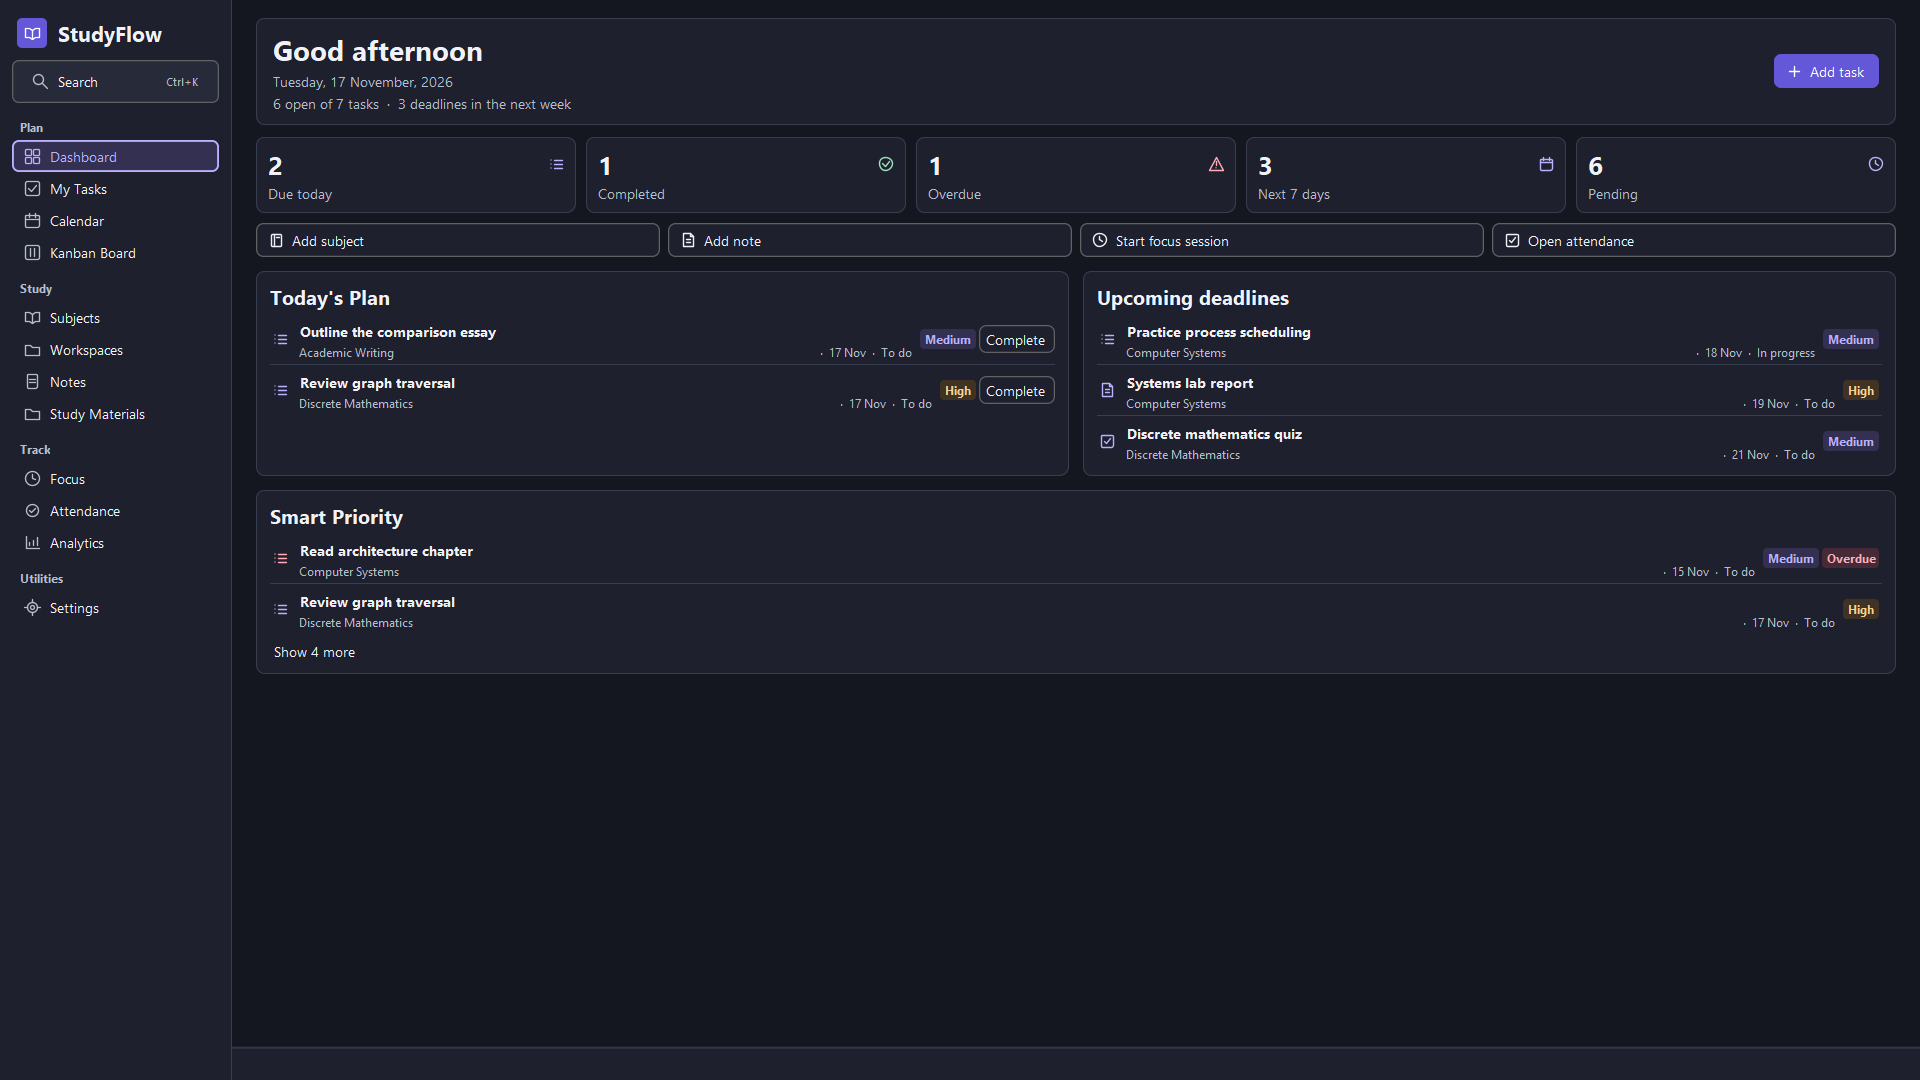 StudyFlow
Search Ctrl+K
Plan
Dashboard
My Tasks
Calendar
Kanban Board
Study
Subjects
Workspaces
Notes
Study Materials
Track
Focus
Attendance
Analytics
Utilities
Settings
Good afternoon
Tuesday, 17 November, 2026
6 open of 7 tasks · 3 deadlines in the next week
Add task
2
Due today
1
Completed
1
Overdue
3
Next 7 days
6
Pending
Add subject
Add note
Start focus session
Open attendance
Today's Plan
Outline the comparison essay
Academic Writing · 17 Nov · To do Medium Complete
Review graph traversal
Discrete Mathematics · 17 Nov · To do High Complete
Upcoming deadlines
Practice process scheduling
Computer Systems · 18 Nov · In progress Medium
Systems lab report
Computer Systems · 19 Nov · To do High
Discrete mathematics quiz
Discrete Mathematics · 21 Nov · To do Medium
Smart Priority
Read architecture chapter
Computer Systems · 15 Nov · To do Medium Overdue
Review graph traversal
Discrete Mathematics · 17 Nov · To do High
Show 4 more